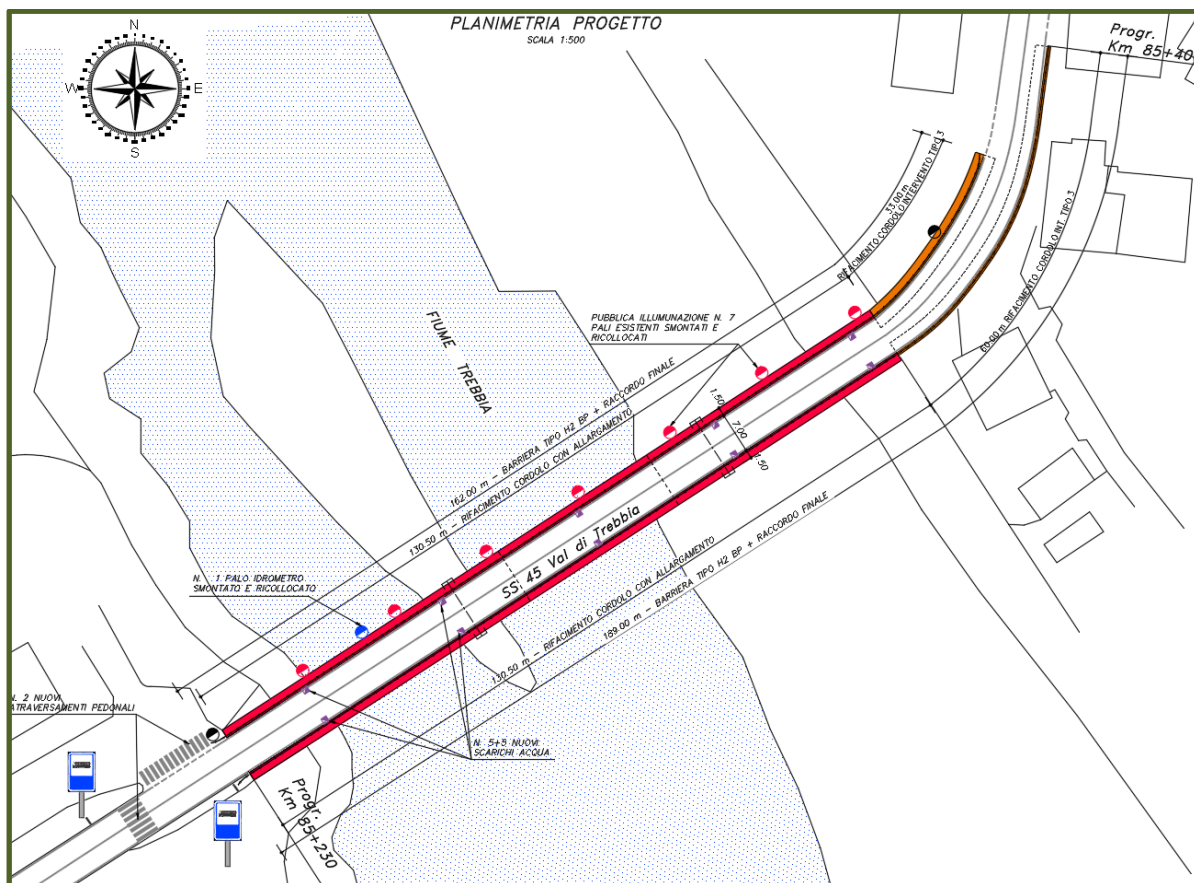 PLANIMETRIA PROGETTO
SCALA 1:500
N
W
E
S
Progr.
Km 85+40
33.00 m
RIFACIMENTO CORDOLO INTERVENTO TIPO 3
60.00 m RIFACIMENTO CORDOLO INT. TIPO 3
PUBBLICA ILLUMUNAZIONE N. 7
PALI ESISTENTI SMONTATI E
RICOLLOCATI
FIUME TREBBIA
162.00 m - BARRIERA TIPO H2 BP + RACCORDO FINALE
130.50 m - RIFACIMENTO CORDOLO CON ALLARGAMENTO
1.50
7.00
1.50
SS 45 Val di Trebbia
N. 1 PALO IDROMETRO
SMONTATO E RICOLLOCATO
130.50 m - RIFACIMENTO CORDOLO CON ALLARGAMENTO
189.00 m - BARRIERA TIPO H2 BP + RACCORDO FINALE
N. 2 NUOVI
ATRAVERSAMENTI PEDONALI
N. 5+5 NUOVI
SCARICHI ACQUA
Progr.
Km 85+230